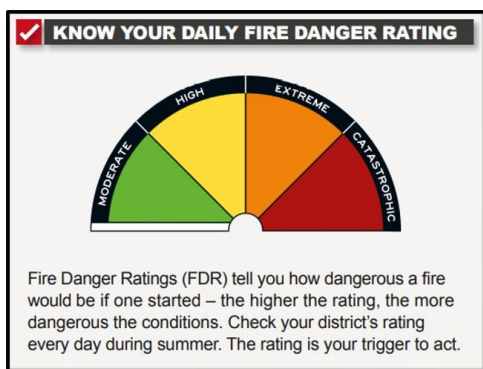 KNOW YOUR DAILY FIRE DANGER RATING
MODERATE
HIGH
EXTREME
CATASTROPHIC
Fire Danger Ratings (FDR) tell you how dangerous a fire
would be if one started – the higher the rating, the more
dangerous the conditions. Check your district's rating
every day during summer. The rating is your trigger to act.